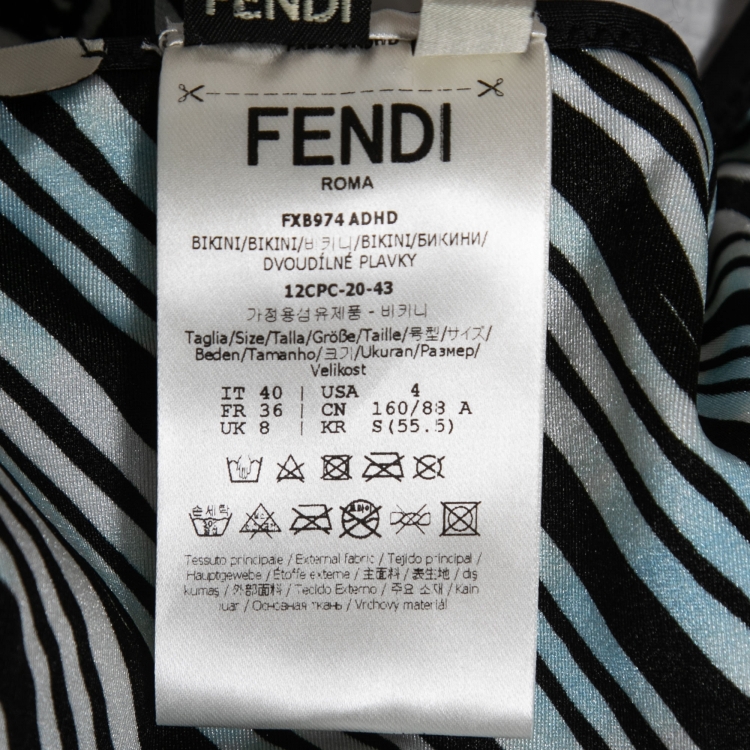 FENDI
FENDI
ROMA
FXB974 ADHD
BIKINI/BIKINI/비키니/BIKINI/БИКИНИ/
DVOUDÍLNÉ PLAVKY
12CPC-20-43
가정용섬유제품 - 비키니
Taglia/Size/Talla/Größe/Taille/号型/サイズ/
Beden/Tamanho/크기/Ukuran/Размер/
Velikost
IT 40 | USA 4
FR 36 | CN 160/88 A
UK 8 | KR S(55.5)
손세탁
Tessuto principale / External fabric / Tejido principal /
Hauptgewebe / Étoffe externe / 主面料 / 表生地 / dış
kumaş / 外部面料 / Tecido Externo / 주요 소재 / Kain
luar / Основная ткань / Vrchový materiál